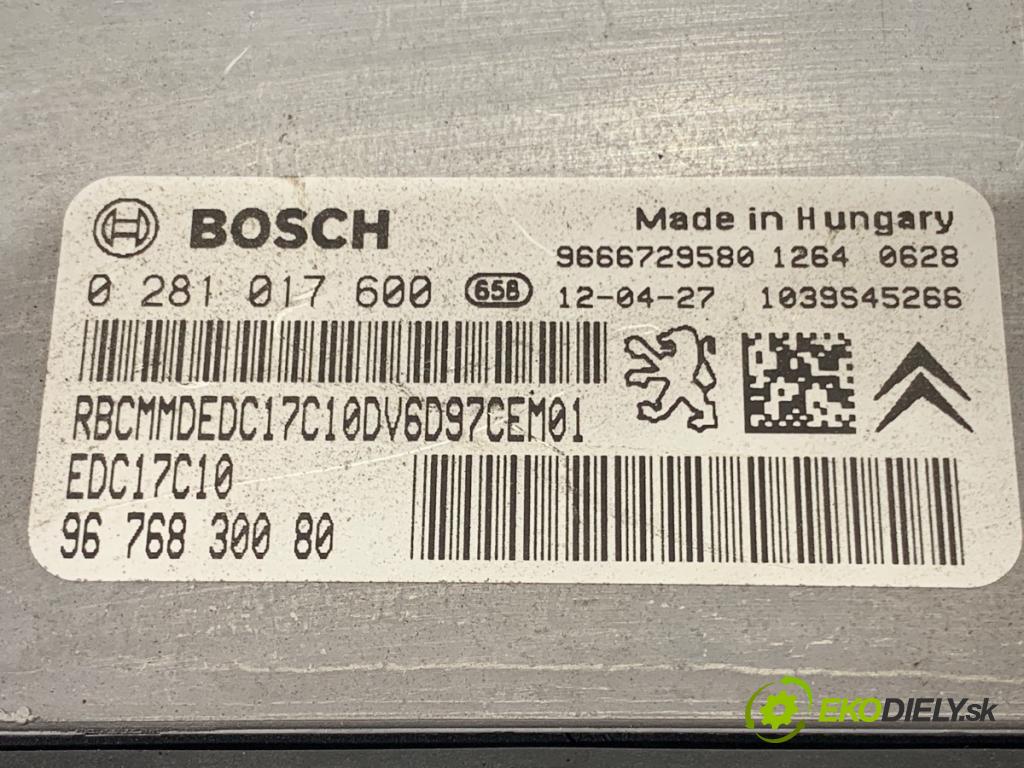 BOSCH
Made in Hungary
9666729580 1264 0628
0 281 017 600 658 12-04-27 1039S45266
RBCMMDEDC17C10DV6D97CEM01
EDC17C10
96 768 300 80
EKODIELY.sk